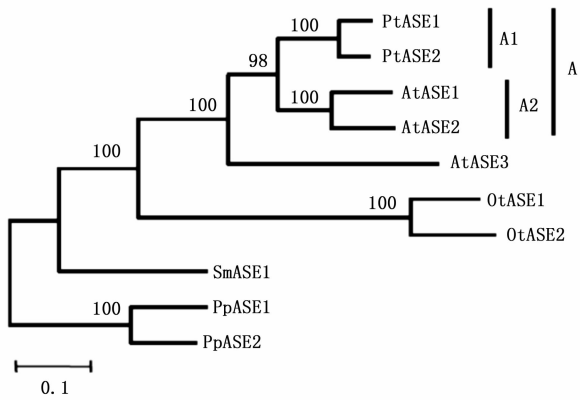 100 PtASE1
A1
PtASE2
98
A
100 AtASE1
A2
AtASE2
100
AtASE3
100
100 OtASE1
OtASE2
SmASE1
100 PpASE1
PpASE2
0.1